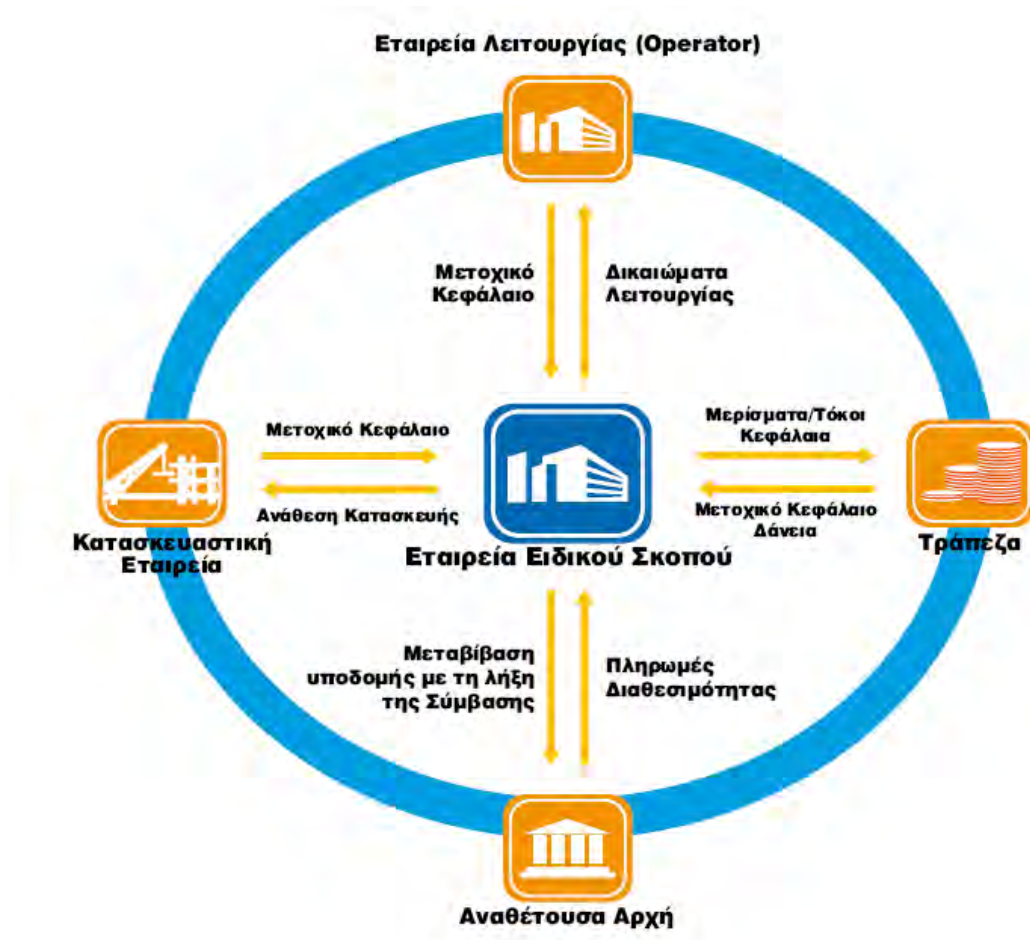 Εταιρεία Λειτουργίας (Operator)
Μετοχικό
Κεφάλαιο
Δικαιώματα
Λειτουργίας
Μετοχικό Κεφάλαιο
Ανάθεση Κατασκευής
Κατασκευαστική
Εταιρεία
Εταιρεία Ειδικού Σκοπού
Μερίσματα/Τόκοι
Κεφάλαια
Μετοχικό Κεφάλαιο
Δάνεια
Τράπεζα
Μεταβίβαση
υποδομής με τη λήξη
της Σύμβασης
Πληρωμές
Διαθεσιμότητας
Αναθέτουσα Αρχή